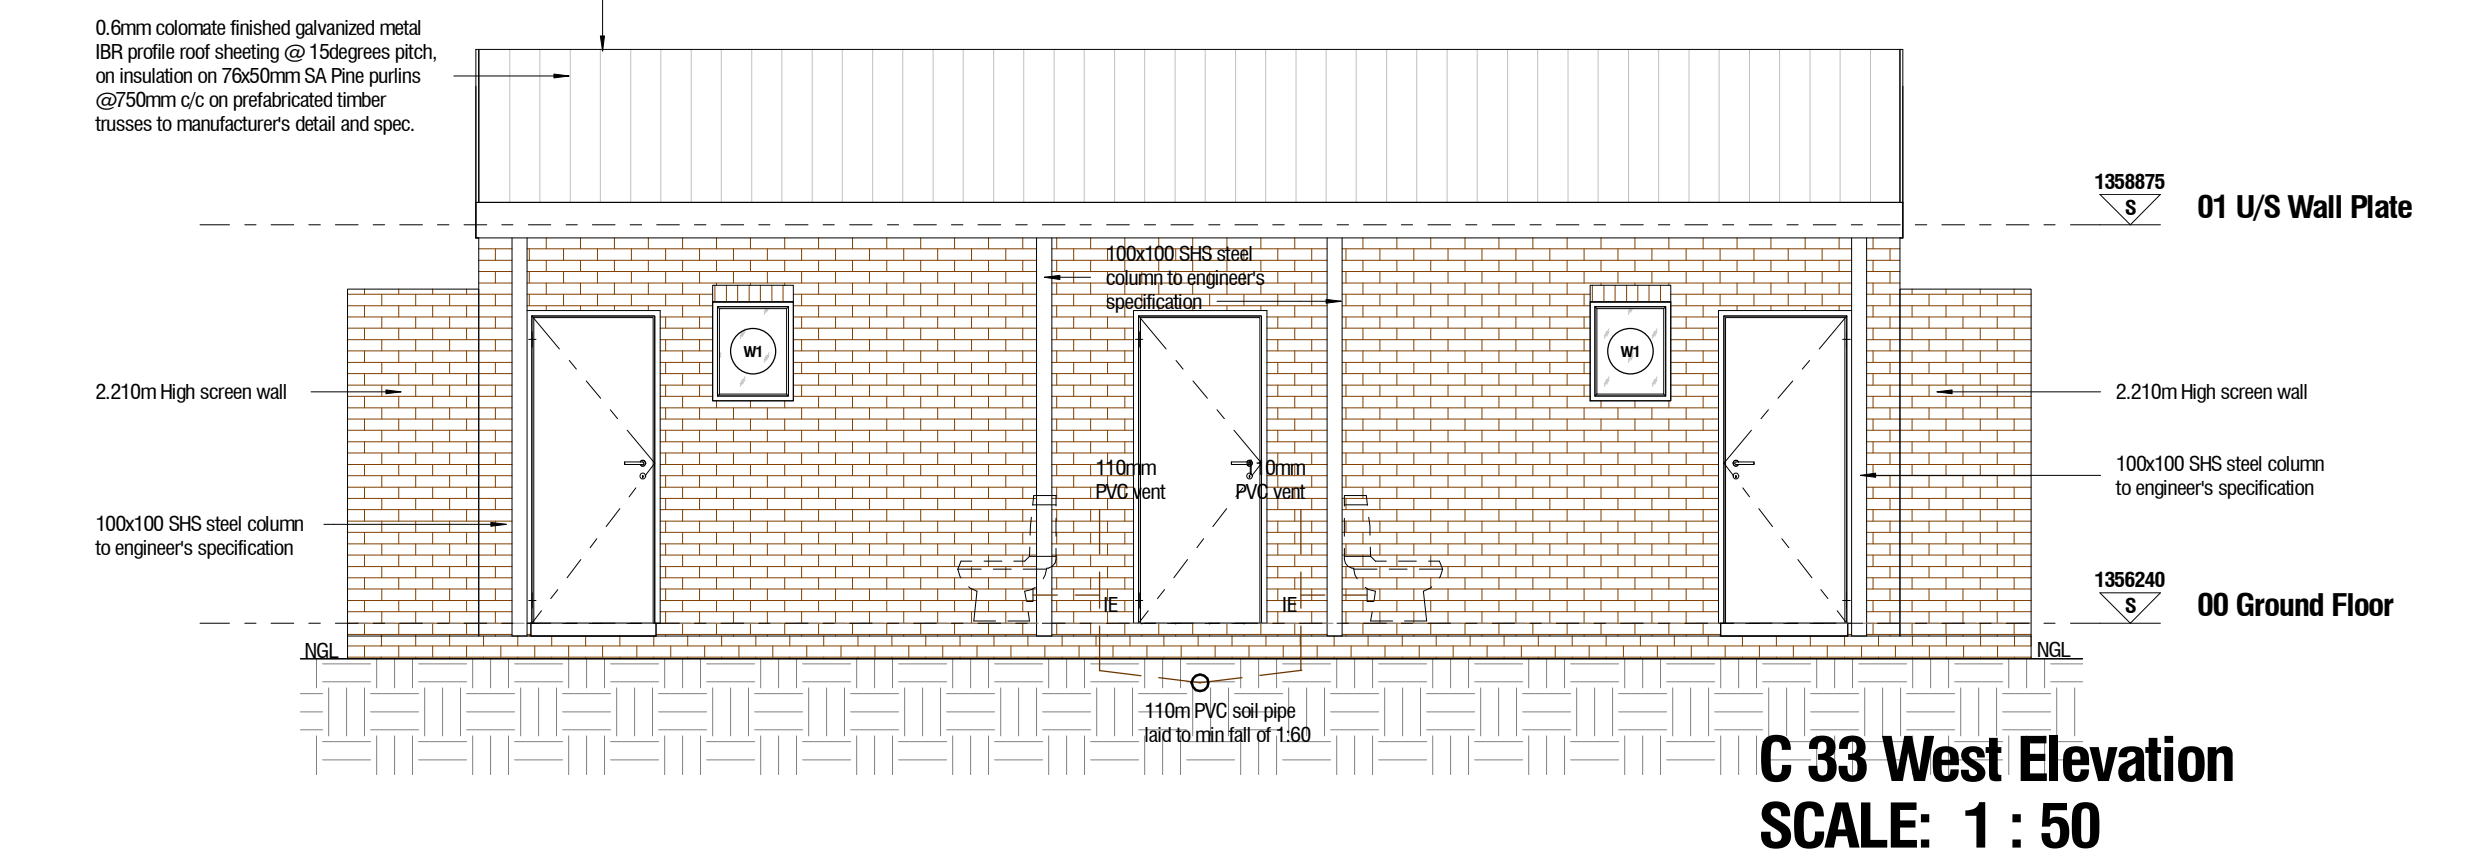 0.6mm colomate finished galvanized metal
IBR profile roof sheeting @ 15degrees pitch,
on insulation on 76x50mm SA Pine purlins
@750mm c/c on prefabricated timber
trusses to manufacturer's detail and spec.
1358875
S
01 U/S Wall Plate
100x100 SHS steel
column to engineer's
specification
W1
W1
2.210m High screen wall
2.210m High screen wall
110mm
PVC vent
10mm
PVC vent
100x100 SHS steel column
to engineer's specification
100x100 SHS steel column
to engineer's specification
IE
IE
1356240
S
00 Ground Floor
NGL
NGL
110m PVC soil pipe
laid to min fall of 1:60
C 33 West Elevation
SCALE: 1 : 50